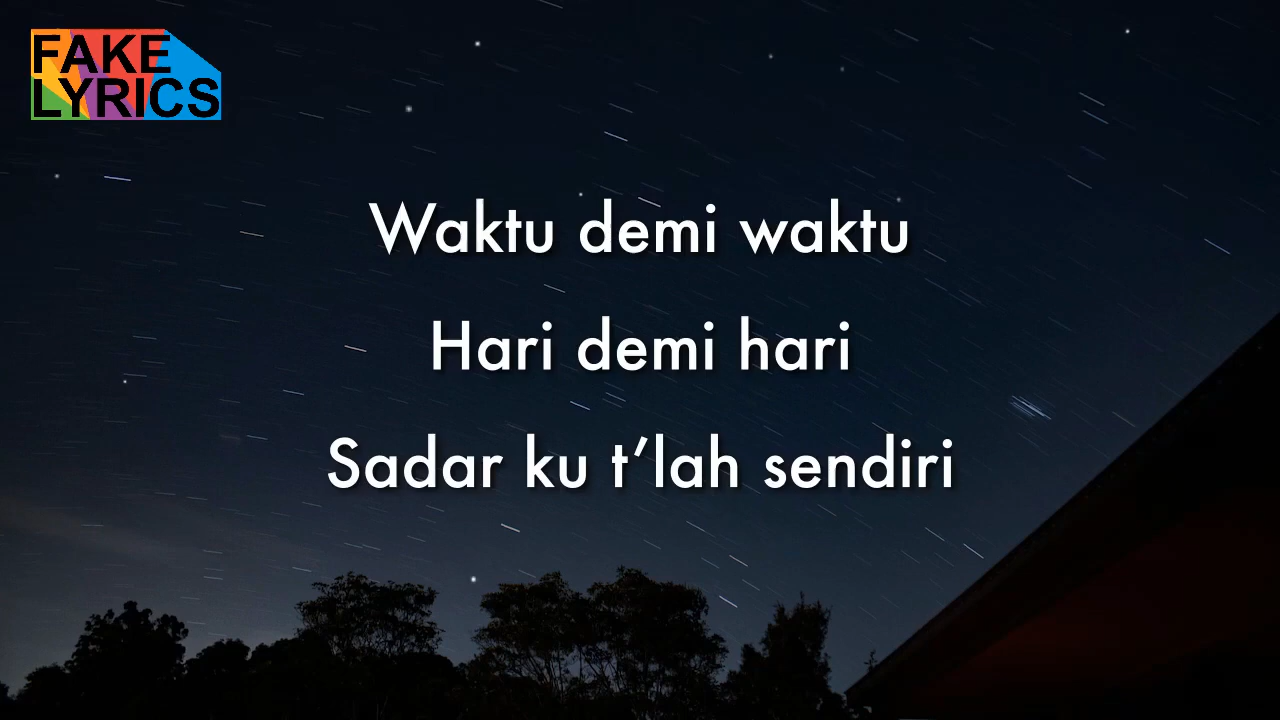 FAKE
LYRICS
Waktu demi waktu
Hari demi hari
Sadar ku t’lah sendiri